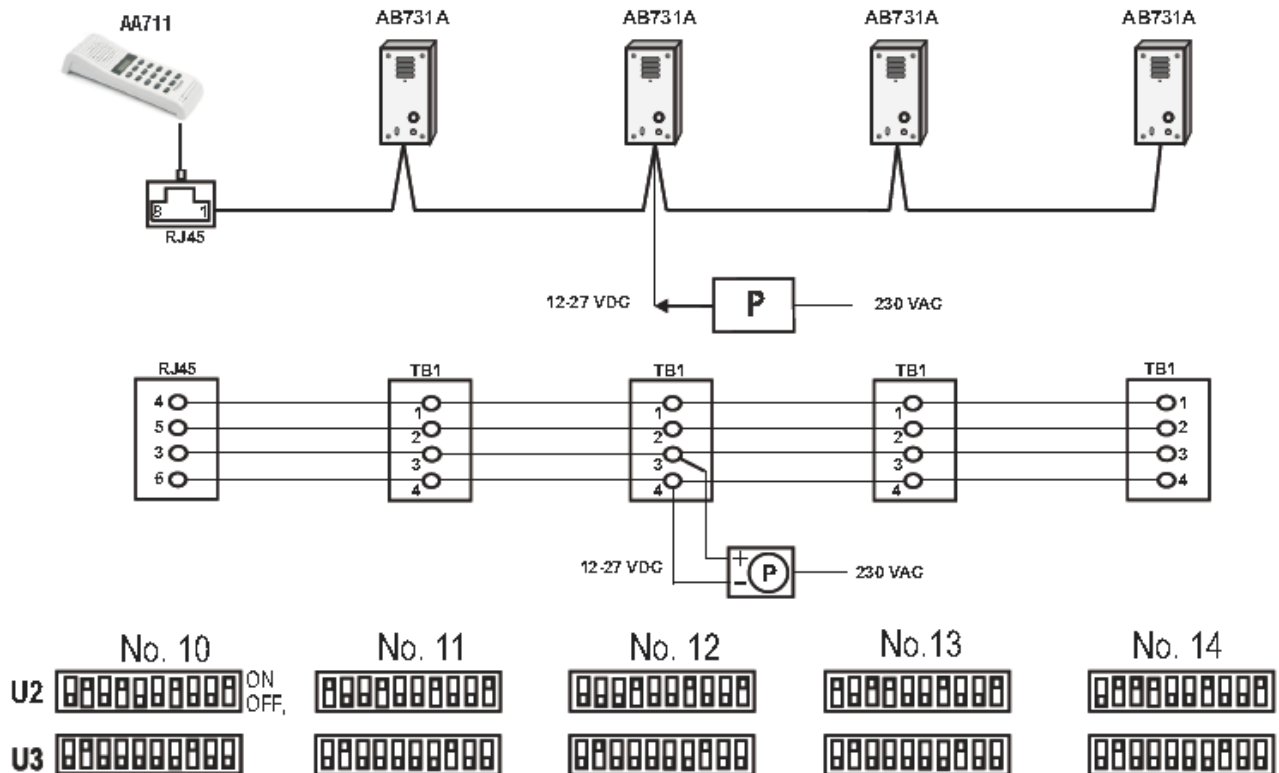 AA711 AB731A AB731A AB731A AB731A
8 1
RJ45
12-27 VDC P 230 VAC
RJ45 TB1 TB1 TB1 TB1
4 1 1 1 1
5 2 2 2 2
3 3 3 3 3
6 4 4 4 4
12-27 VDC + - P 230 VAC
No. 10 No. 11 No. 12 No.13 No. 14
U2 ON
OFF,
U3